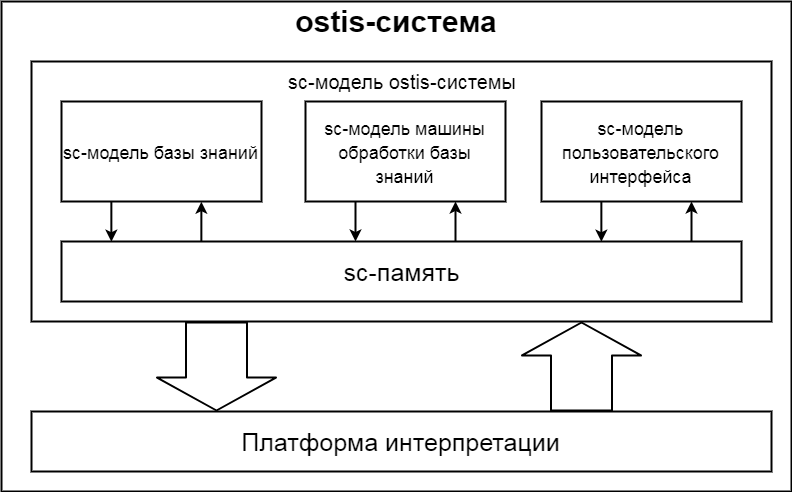 ostis-система
sc-модель ostis-системы
sc-модель базы знаний
sc-модель машины
обработки базы
знаний
sc-модель
пользовательского
интерфейса
sc-память
Платформа интерпретации